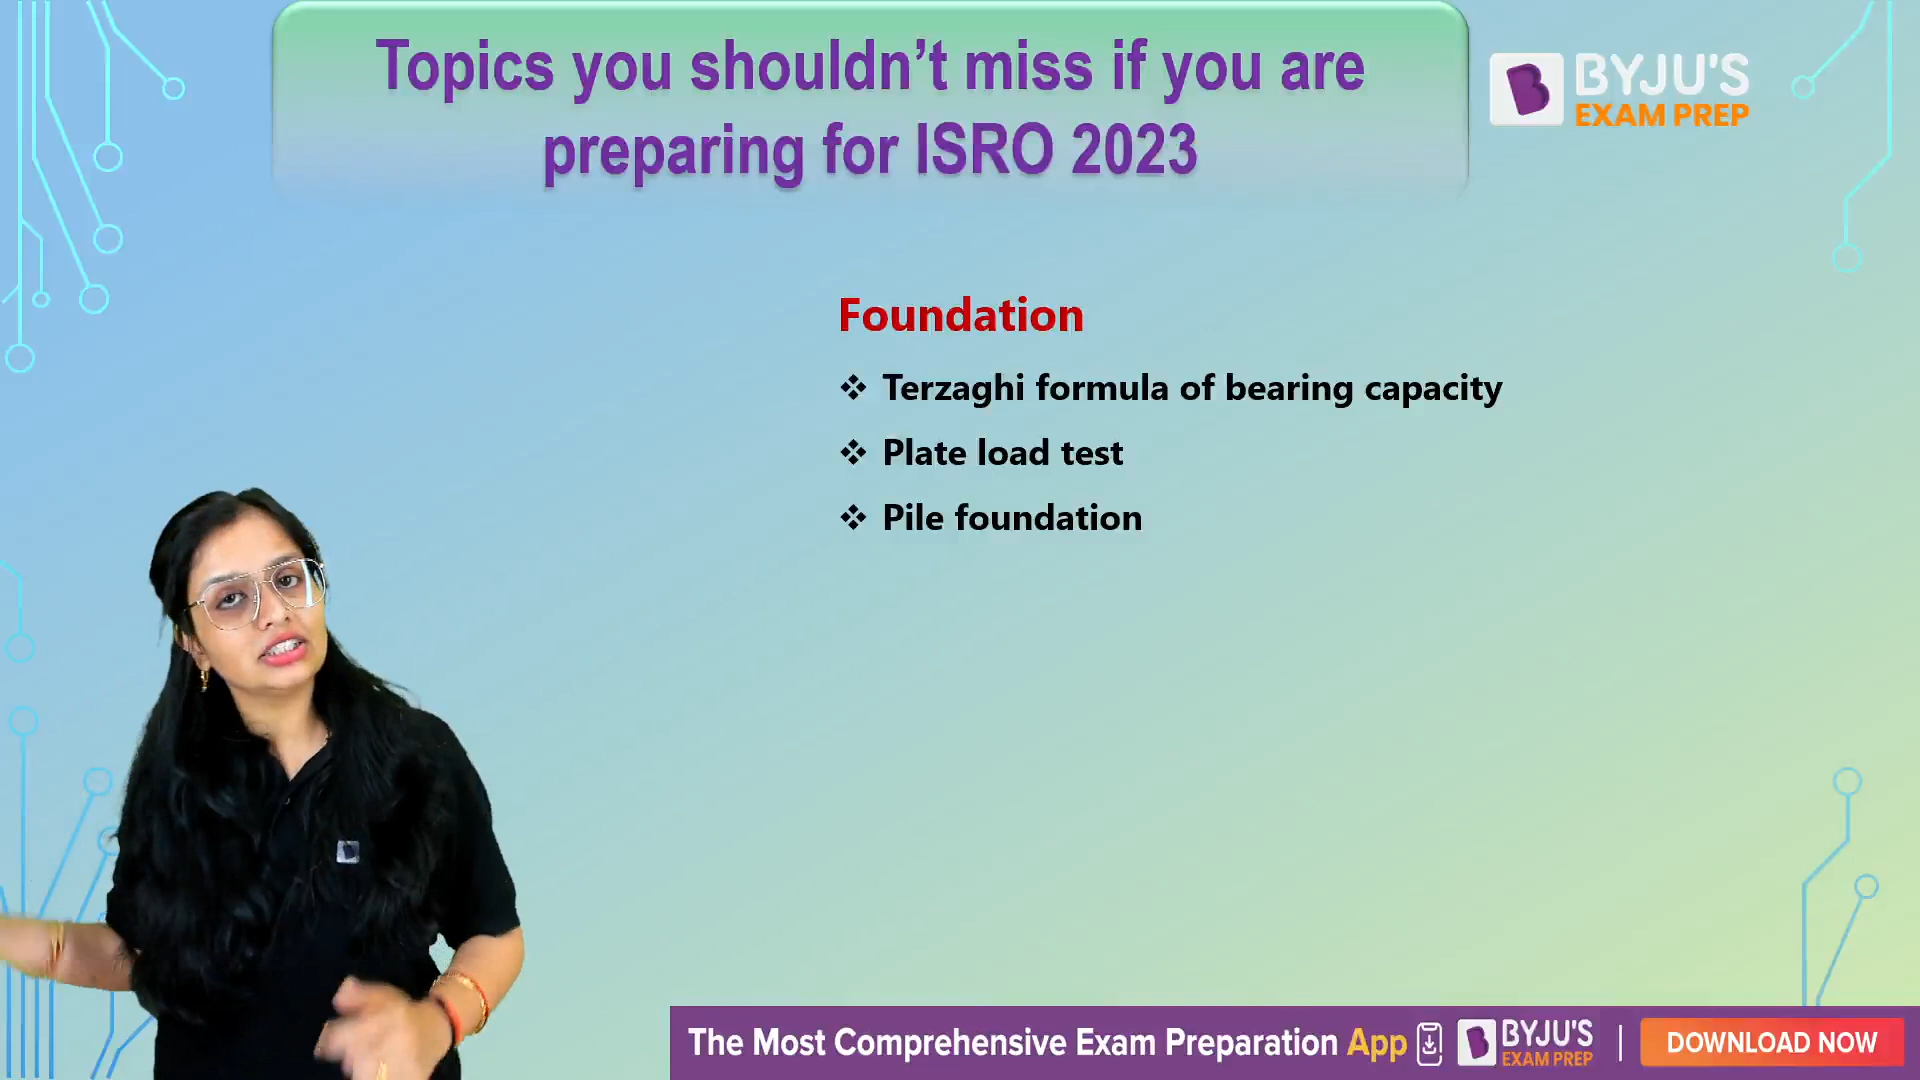 Topics you shouldn't miss if you are
preparing for ISRO 2023
BYJU'S
EXAM PREP
Foundation
❖ Terzaghi formula of bearing capacity
❖ Plate load test
❖ Pile foundation
The Most Comprehensive Exam Preparation App
BYJU'S
EXAM PREP
DOWNLOAD NOW